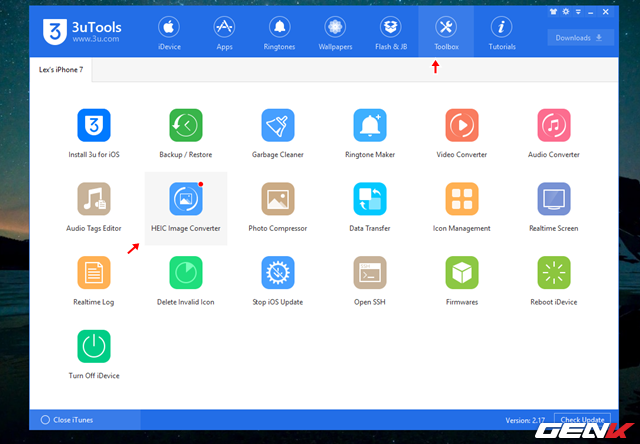 3 3uTools
www.3u.com
iDevice
Apps
Ringtones
Wallpapers
Flash & JB
Toolbox
Tutorials
Downloads
Lex's iPhone 7
3
Install 3u for iOS
Backup / Restore
Garbage Cleaner
Ringtone Maker
Video Converter
Audio Converter
Audio Tags Editor
HEIC Image Converter
Photo Compressor
Data Transfer
Icon Management
Realtime Screen
Realtime Log
Delete Invalid Icon
Stop iOS Update
Open SSH
Firmwares
Reboot iDevice
Turn Off iDevice
Close iTunes
Version: 2.17
Check Update
GENK